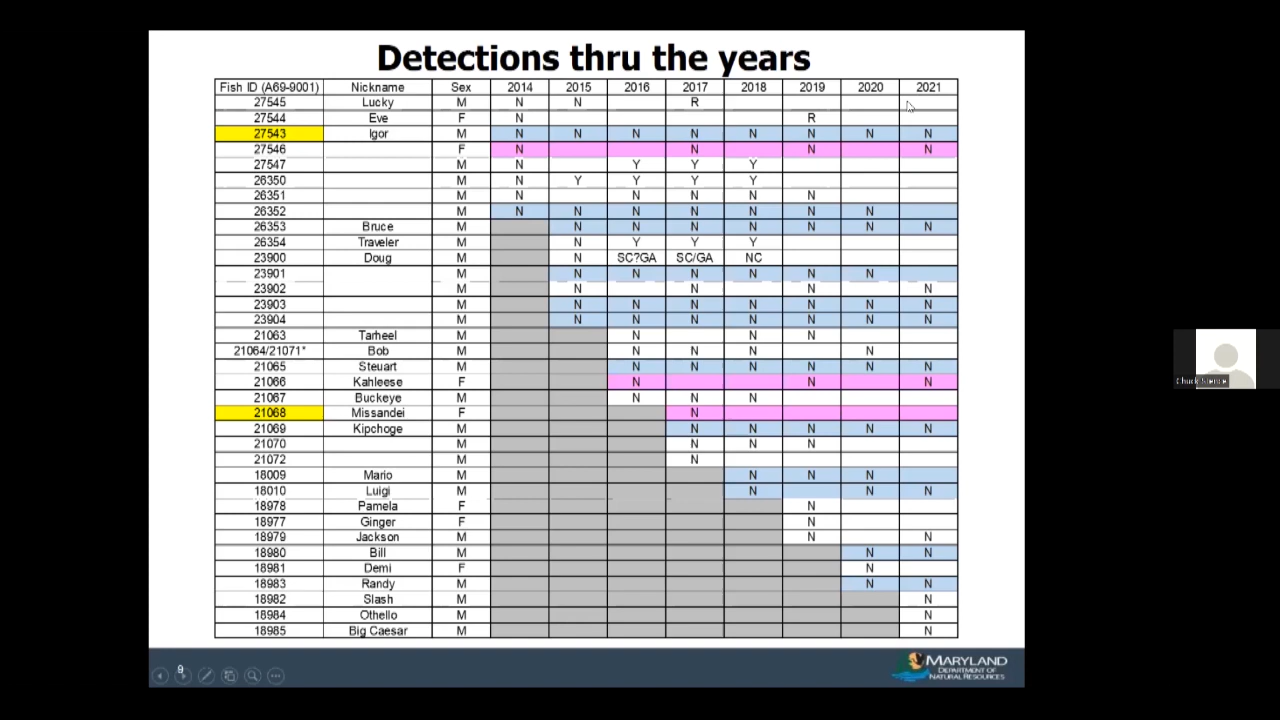 Detections thru the years
Fish ID (A69-9001) Nickname Sex 2014 2015 2016 2017 2018 2019 2020 2021
27545 Lucky M N N R
27544 Eve F N R
27543 Igor M N N N N N N N N
27546 F N N N N
27547 M N Y Y Y
26350 M N Y Y Y Y
26351 M N N N N N
26352 M N N N N N N N
26353 Bruce M N N N N N N N
26354 Traveler M N Y Y Y
23900 Doug M N SC?GA SC/GA NC
23901 M N N N N N N
23902 M N N N N
23903 M N N N N N N N
23904 M N N N N N N N
21063 Tarheel M N N N
21064/21071* Bob M N N N N
21065 Steuart M N N N N N N
21066 Kahleese F N N N
21067 Buckeye M N N N
21068 Missandei F N
21069 Kipchoge M N N N N N
21070 M N N N
21072 M N
18009 Mario M N N N
18010 Luigi M N N N
18978 Pamela F N
18977 Ginger F N
18979 Jackson M N N
18980 Bill M N N
18981 Demi F N
18983 Randy M N N
18982 Slash M N
18984 Othello M N
18985 Big Caesar M N
9
MARYLAND
DEPARTMENT OF
NATURAL RESOURCES
Chuck Stence